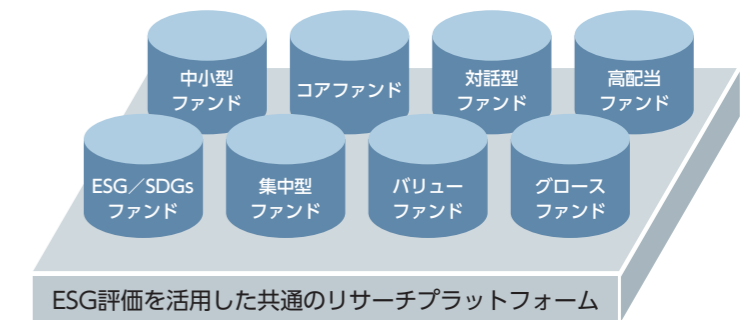 中小型
ファンド
コアファンド
対話型
ファンド
高配当
ファンド
ESG／SDGs
ファンド
集中型
ファンド
バリュー
ファンド
グロース
ファンド
ESG評価を活用した共通のリサーチプラットフォーム